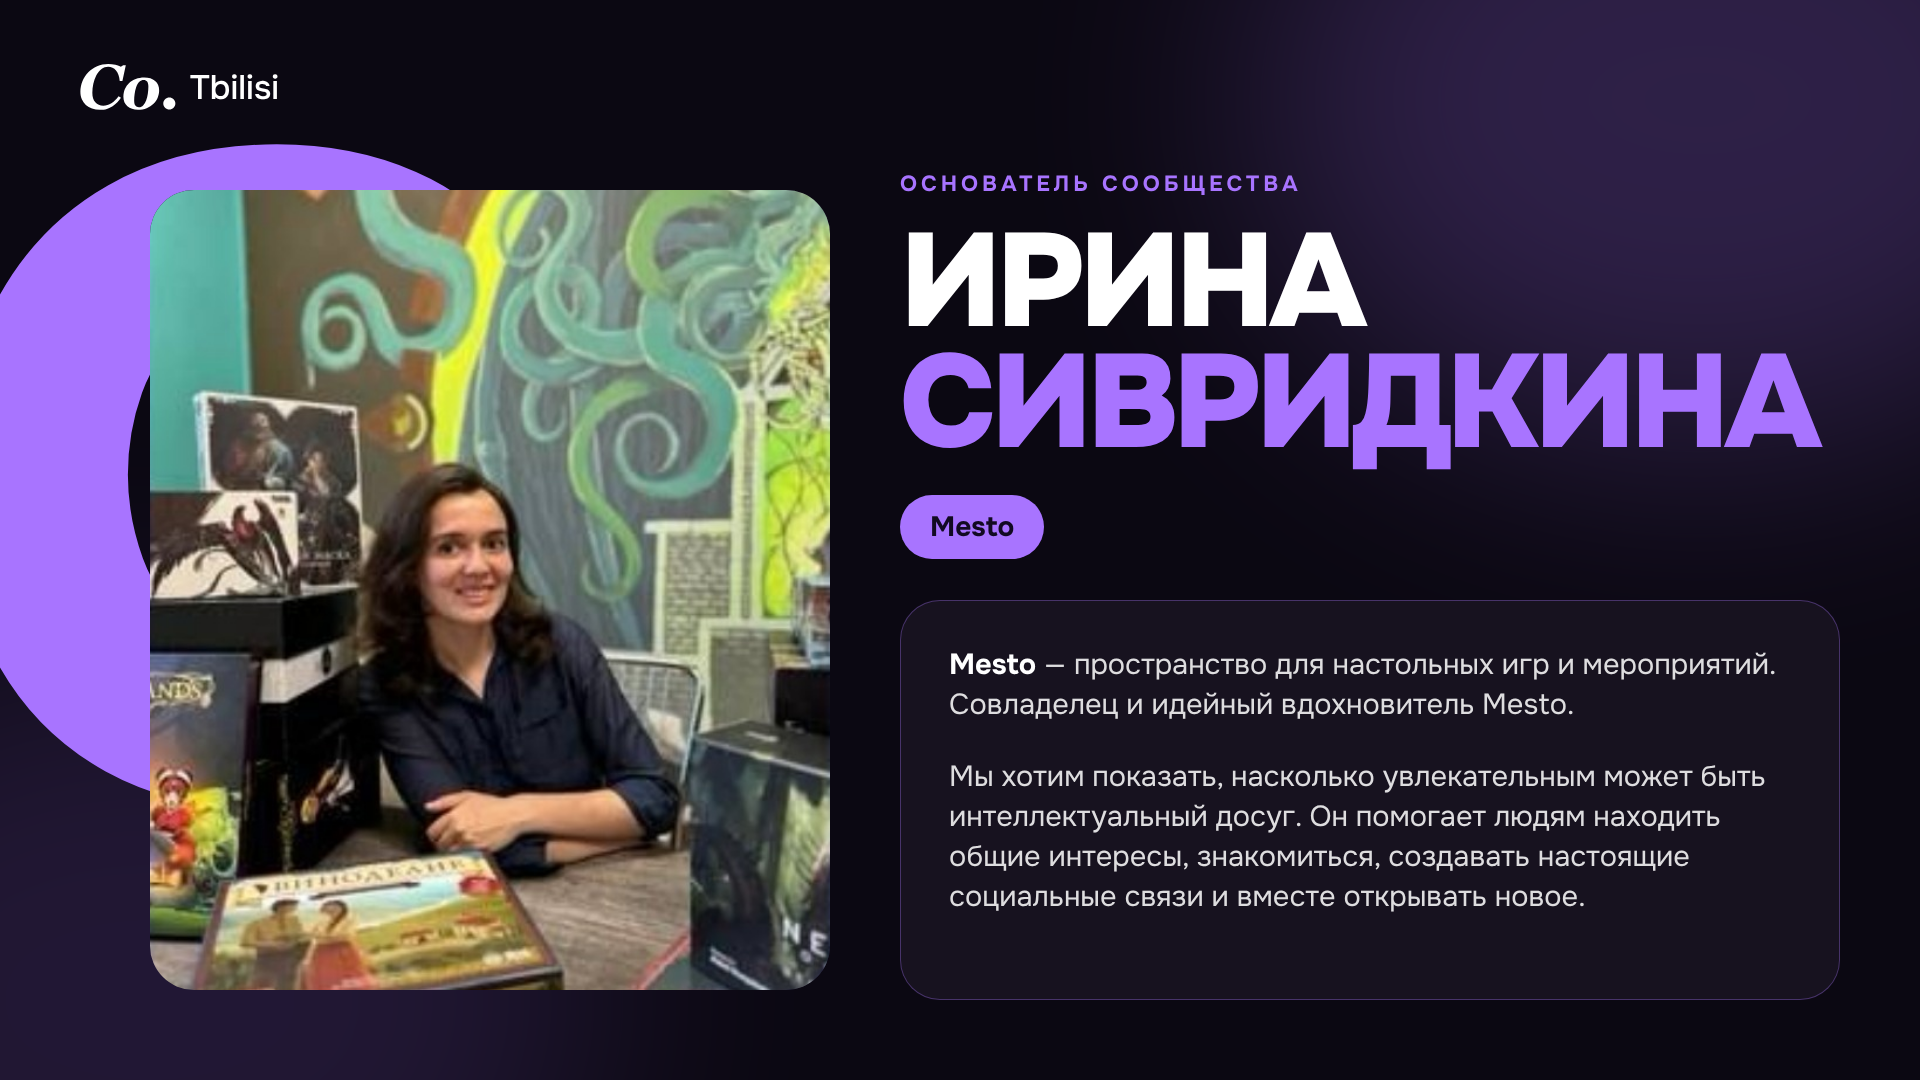 Co. Tbilisi
ОСНОВАТЕЛЬ СООБЩЕСТВА
ИРИНА
СИВРИДКИНА
Mesto
Mesto — пространство для настольных игр и мероприятий.
Совладелец и идейный вдохновитель Mesto.
Мы хотим показать, насколько увлекательным может быть
интеллектуальный досуг. Он помогает людям находить
общие интересы, знакомиться, создавать настоящие
социальные связи и вместе открывать новое.